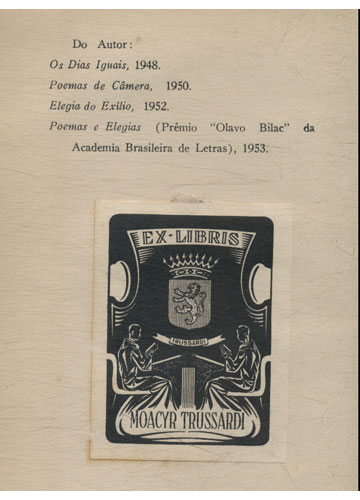 Do Autor:
Os Dias Iguais, 1948.
Poemas de Câmera, 1950.
Elegia do Exílio, 1952.
Poemas e Elegias (Prêmio "Olavo Bilac" da
Academia Brasileira de Letras), 1953.
EX-LIBRIS
TRUSSARDI
MOACYR TRUSSARDI